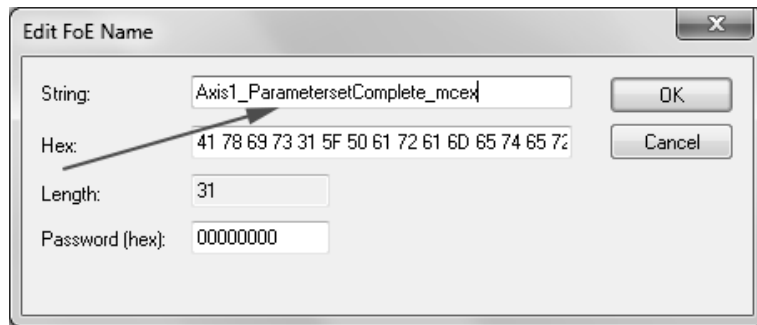 Edit FoE Name
X
String: Axis1_ParametersetComplete_mcex OK
Hex: 41 78 69 73 31 5F 50 61 72 61 6D 65 74 65 72 Cancel
Length: 31
Password (hex): 00000000